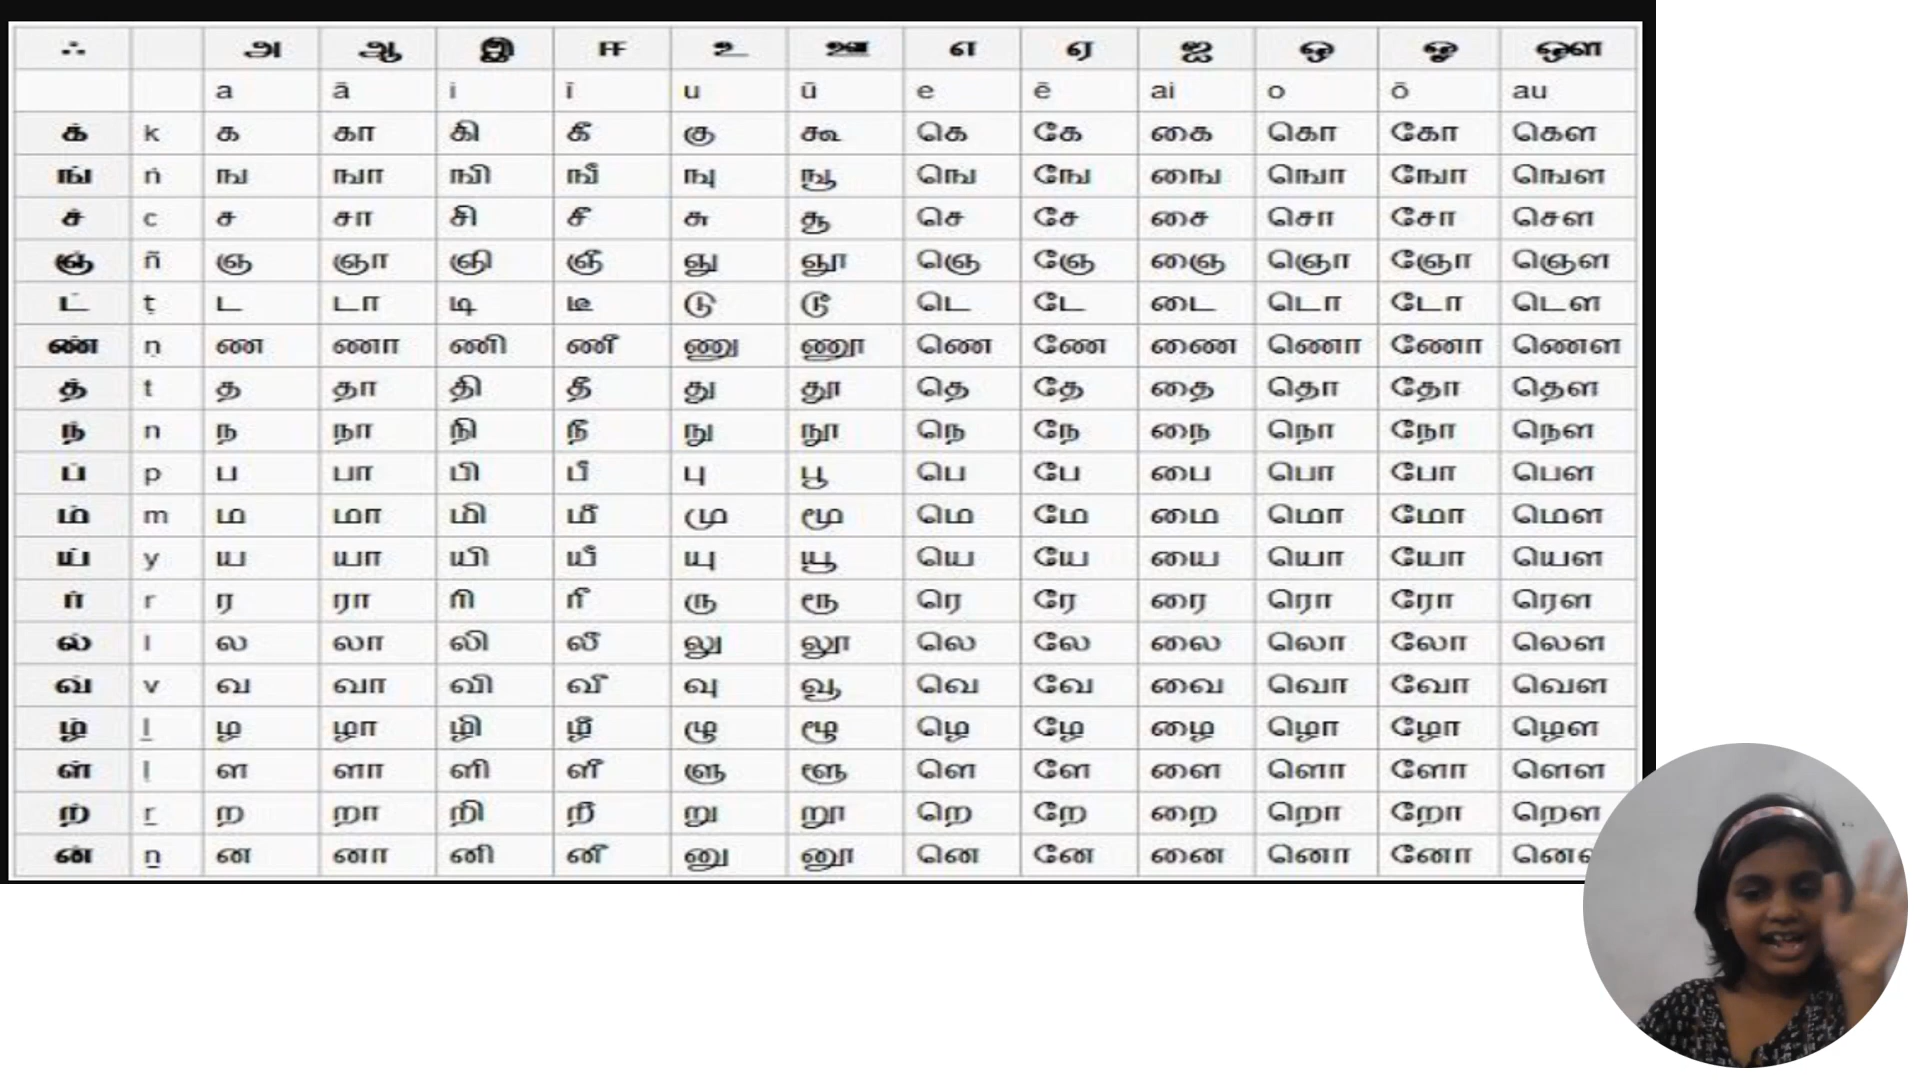 ஃ அ ஆ இ ஈ உ ஊ எ ஏ ஐ ஒ ஓ ஔ
a ā i ī u ū e ē ai o ō au
க் k க கா கி கீ கு கூ கெ கே கை கொ கோ கௌ
ங் ṅ ங ஙா ஙி ஙீ ஙு ஙூ ஙெ ஙே ஙை ஙொ ஙோ ஙௌ
ச் c ச சா சி சீ சு சூ செ சே சை சொ சோ சௌ
ஞ் ñ ஞ ஞா ஞி ஞீ ஞு ஞூ ஞெ ஞே ஞை ஞொ ஞோ ஞௌ
ட் ṭ ட டா டி டீ டு டூ டெ டே டை டொ டோ டௌ
ண் ṇ ண ணா ணி ணீ ணு ணூ ணெ ணே ணை ணொ ணோ ணௌ
த் t த தா தி தீ து தூ தெ தே தை தொ தோ தௌ
ந் n ந நா நி நீ நு நூ நெ நே நை நொ நோ நௌ
ப் p ப பா பி பீ பு பூ பெ பே பை பொ போ பௌ
ம் m ம மா மி மீ மு மூ மெ மே மை மொ மோ மௌ
ய் y ய யா யி யீ யு யூ யெ யே யை யொ யோ யௌ
ர் r ர ரா ரி ரீ ரு ரூ ரெ ரே ரை ரொ ரோ ரௌ
ல் l ல லா லி லீ லு லூ லெ லே லை லொ லோ லௌ
வ் v வ வா வி வீ வு வூ வெ வே வை வொ வோ வௌ
ழ் ḻ ழ ழா ழி ழீ ழு ழூ ழெ ழே ழை ழொ ழோ ழௌ
ள் ḷ ள ளா ளி ளீ ளு ளூ ளெ ளே ளை ளொ ளோ ளௌ
ற் ṟ ற றா றி றீ று றூ றெ றே றை றொ றோ றௌ
ன் ṉ ன னா னி னீ னு னூ னெ னே னை னொ னோ